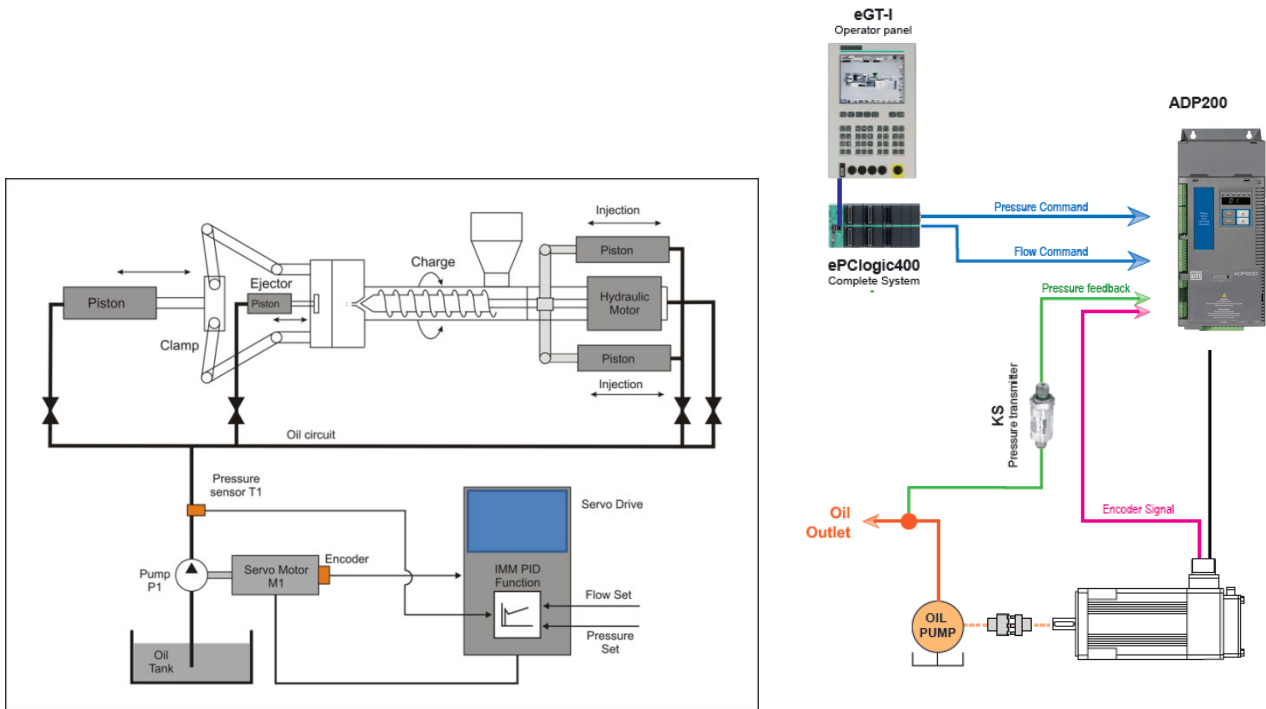 Injection
Piston
Charge
Ejector
Piston
Piston
Hydraulic
Motor
Clamp
Piston
Injection
Oil circuit
Pressure
sensor T1
Servo Drive
Encoder
Pump
P1
Servo Motor
M1
IMM PID
Function
Flow Set
Pressure
Set
Oil
Tank
eGT-I
Operator panel
ADP200
Pressure Command
Flow Command
ePClogic400
Complete System
Pressure feedback
ADP200
KS
Pressure transmitter
Oil
Outlet
Encoder Signal
OIL
PUMP